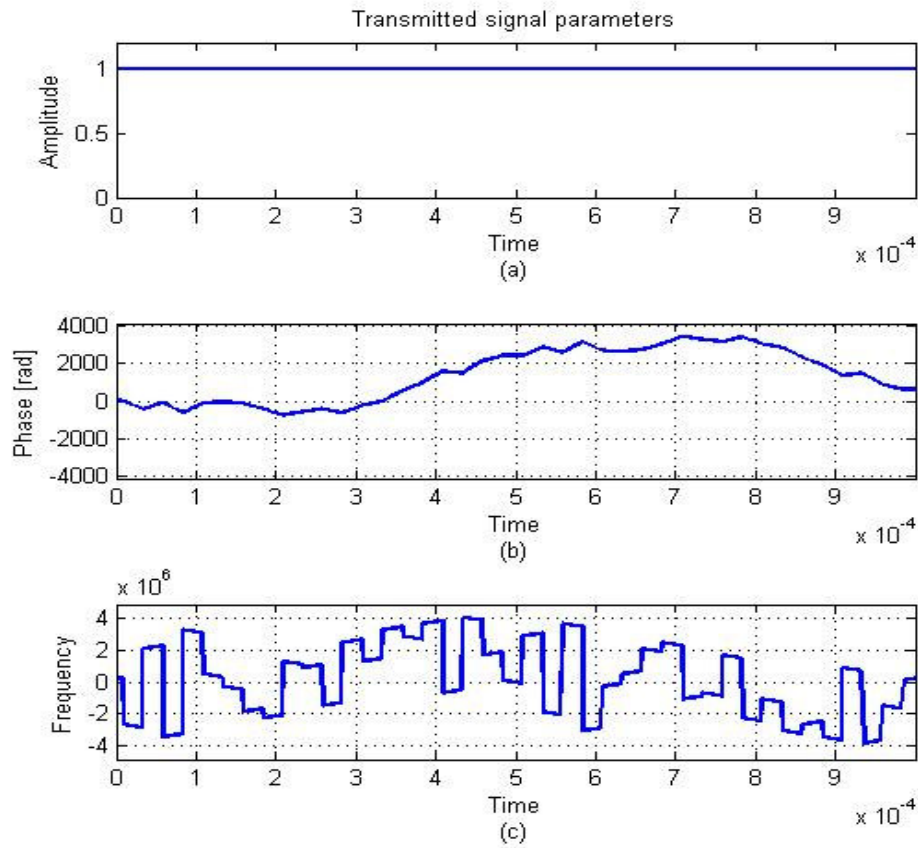 Transmitted signal parameters
1
0.5
0
Amplitude
0 1 2 3 4 5 6 7 8 9
Time
x 10-4
(a)
4000
2000
0
-2000
-4000
Phase [rad]
0 1 2 3 4 5 6 7 8 9
Time
x 10-4
(b)
x 106
4
2
0
-2
-4
Frequency
0 1 2 3 4 5 6 7 8 9
Time
x 10-4
(c)